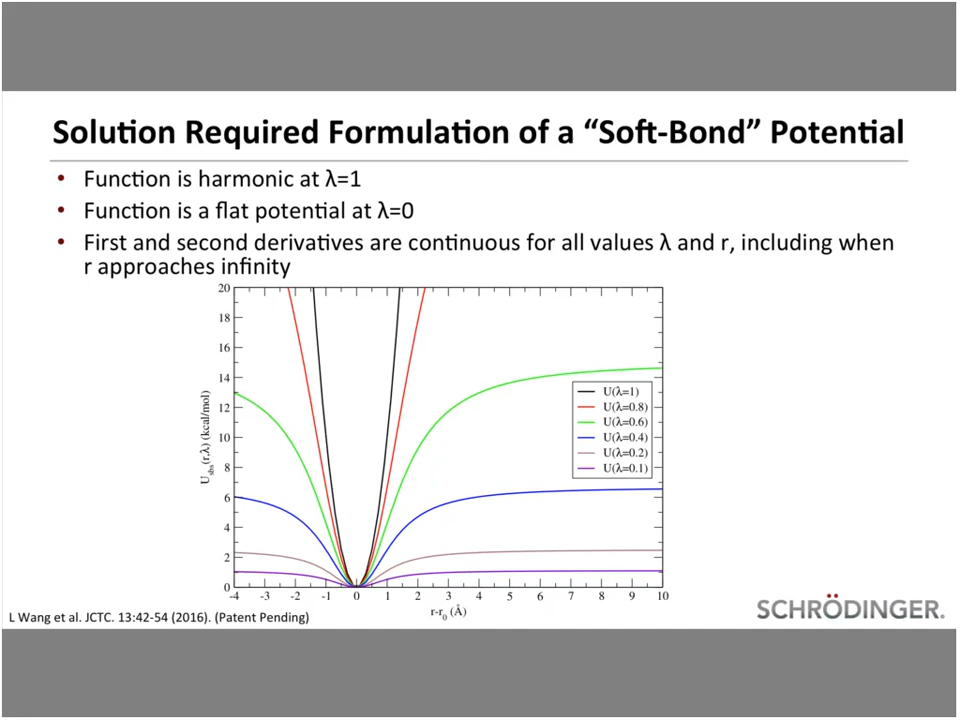 Solution Required Formulation of a “Soft-Bond” Potential
• Function is harmonic at λ=1
• Function is a flat potential at λ=0
• First and second derivatives are continuous for all values λ and r, including when
r approaches infinity
20
18
16
14
12
10
8
6
4
2
0
U_sbs(r,λ) (kcal/mol)
U(λ=1)
U(λ=0.8)
U(λ=0.6)
U(λ=0.4)
U(λ=0.2)
U(λ=0.1)
-4 -3 -2 -1 0 1 2 3 4 5 6 7 8 9 10
r-r₀ (Å)
L Wang et al. JCTC. 13:42-54 (2016). (Patent Pending)
SCHRÖDINGER.